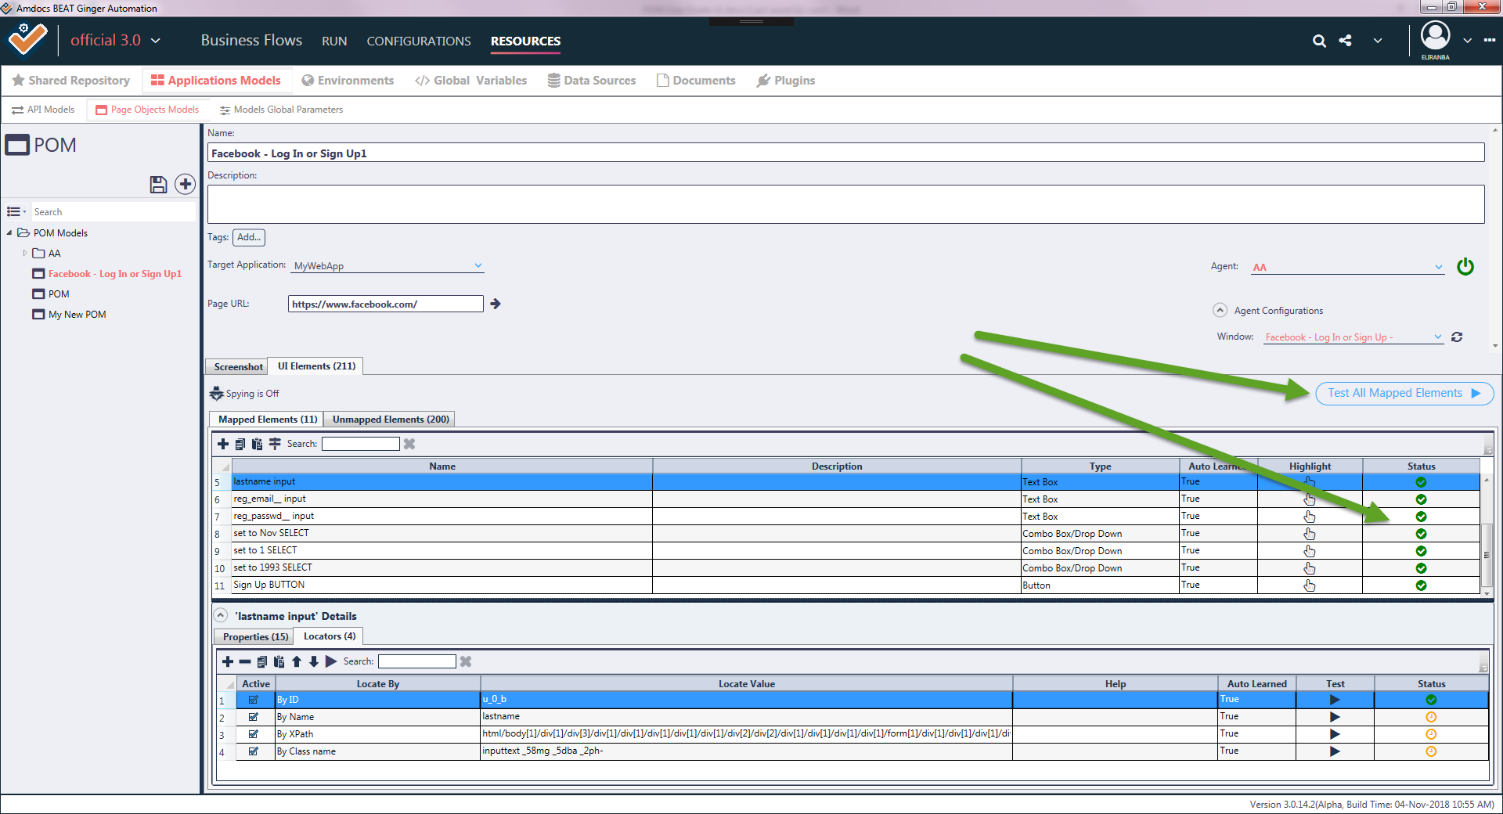 Amdocs BEAT Ginger Automation
official 3.0
Business Flows RUN CONFIGURATIONS RESOURCES
ELIRANBA
Shared Repository Applications Models Environments </> Global Variables Data Sources Documents Plugins
API Models Page Objects Models Models Global Parameters
POM
Search
POM Models
AA
Facebook - Log In or Sign Up1
POM
My New POM
Name:
Facebook - Log In or Sign Up1
Description:
Tags: Add...
Target Application: MyWebApp
Agent: AA
Page URL: https://www.facebook.com/
Agent Configurations
Window: Facebook - Log In or Sign Up -
Screenshot UI Elements (211)
Spying is Off
Test All Mapped Elements
Mapped Elements (11) Unmapped Elements (200)
Search:
Name Description Type Auto Learned Highlight Status
5 lastname input Text Box True
6 reg_email__ input Text Box True
7 reg_passwd__ input Text Box True
8 set to Nov SELECT Combo Box/Drop Down True
9 set to 1 SELECT Combo Box/Drop Down True
10 set to 1993 SELECT Combo Box/Drop Down True
11 Sign Up BUTTON Button True
'lastname input' Details
Properties (15) Locators (4)
Search:
Active Locate By Locate Value Help Auto Learned Test Status
1 By ID u_0_b True
2 By Name lastname True
3 By XPath html/body[1]/div[1]/div[3]/div[1]/div[1]/div[1]/div[1]/div[1]/div[2]/div[2]/div[1]/div[1]/div[1]/div[1]/form[1]/div[1]/div[1]/div[1]/di True
4 By Class name inputtext _58mg _5dba _2ph- True
Version 3.0.14.2(Alpha, Build Time: 04-Nov-2018 10:55 AM)